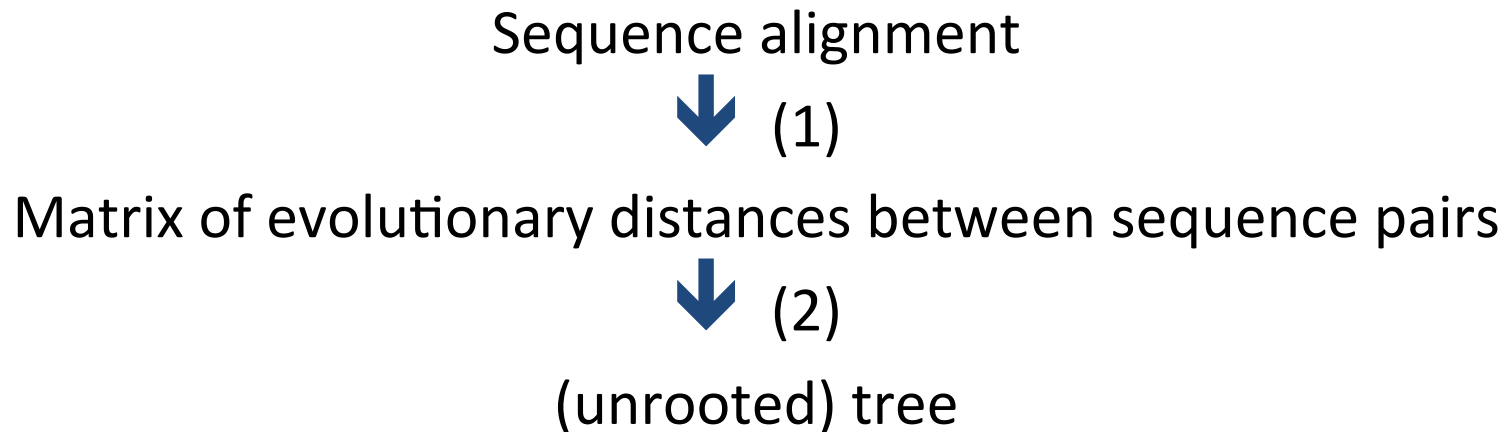 Sequence alignment
(1)
Matrix of evolutionary distances between sequence pairs
(2)
(unrooted) tree